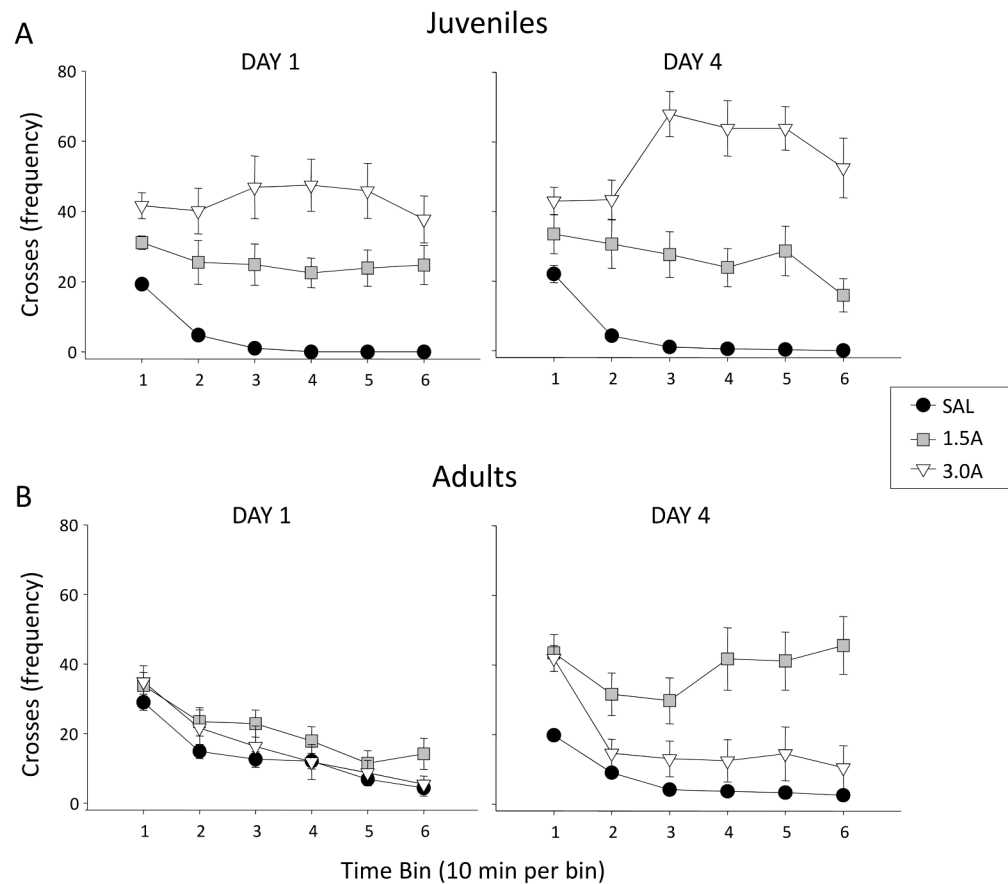 A
Juveniles
DAY 1
DAY 4
Crosses (frequency)
80
60
40
20
0
1 2 3 4 5 6
1 2 3 4 5 6
SAL
1.5A
3.0A
B
Adults
DAY 1
DAY 4
Crosses (frequency)
80
60
40
20
0
1 2 3 4 5 6
1 2 3 4 5 6
Time Bin (10 min per bin)